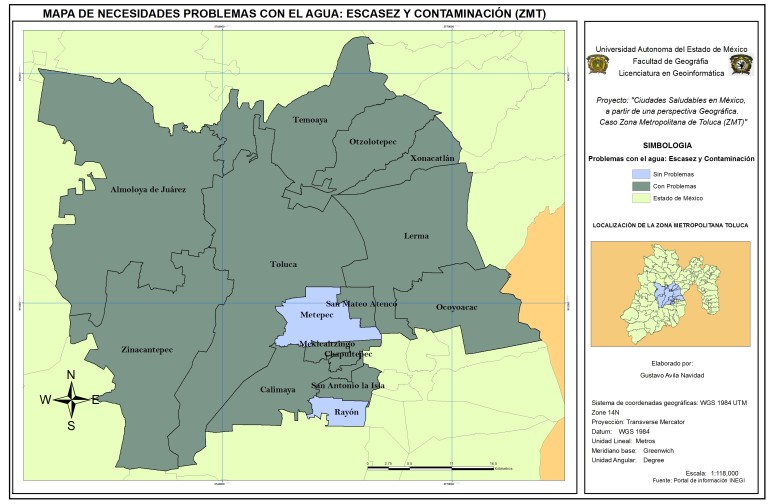 MAPA DE NECESIDADES PROBLEMAS CON EL AGUA: ESCASEZ Y CONTAMINACIÓN (ZMT)
Temoaya
Otzolotepec
Xonacatlán
Almoloya de Juárez
Lerma
Toluca
San Mateo Atenco
Ocoyoacac
Metepec
Mexicaltzingo
Zinacantepec
Chapultepec
Calimaya
San Antonio la Isla
Rayón
N
W E
S
Universidad Autonoma del Estado de México
Facultad de Geográfia
Licenciatura en Geoinformática
Proyecto: "Ciudades Saludables en México,
a partir de una perspectiva Geográfica.
Caso Zona Metropolitana de Toluca (ZMT)"
SIMBOLOGIA
Problemas con el agua: Escasez y Contaminación
Sin Problemas
Con Problemas
Estado de México
LOCALIZACIÓN DE LA ZONA METROPOLITANA TOLUCA
Elaborado por:
Gustavo Avila Navidad
Sistema de coordenadas geográficas: WGS 1984 UTM
Zone 14N
Proyección: Transverse Mercator
Datum: WGS 1984
Unidad Lineal: Metros
Meridiano base: Greenwich
Unidad Angular: Degree
Escala: 1:118,000
Fuente: Portal de información INEGI